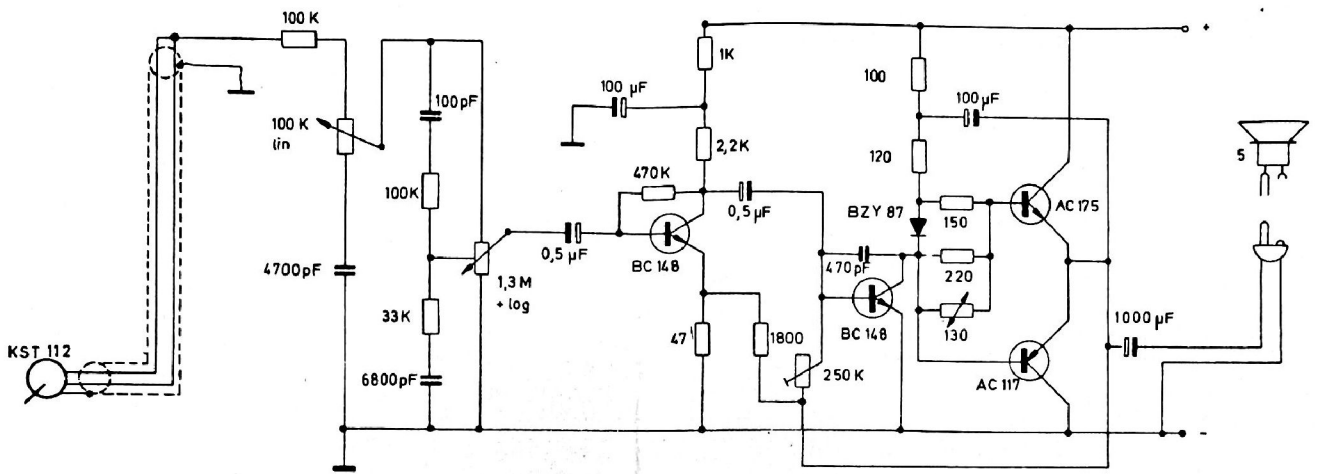 100 K
100 K
lin
4700pF
KST 112
100pF
100K
33K
6800pF
1,3 M
+ log
0,5 µF
100 µF
1K
2,2K
470K
BC 148
0,5 µF
47
1800
250 K
470 pF
BC 148
100
100 µF
120
BZY 87
150
220
130
AC 175
AC 117
1000 µF
5
+
-